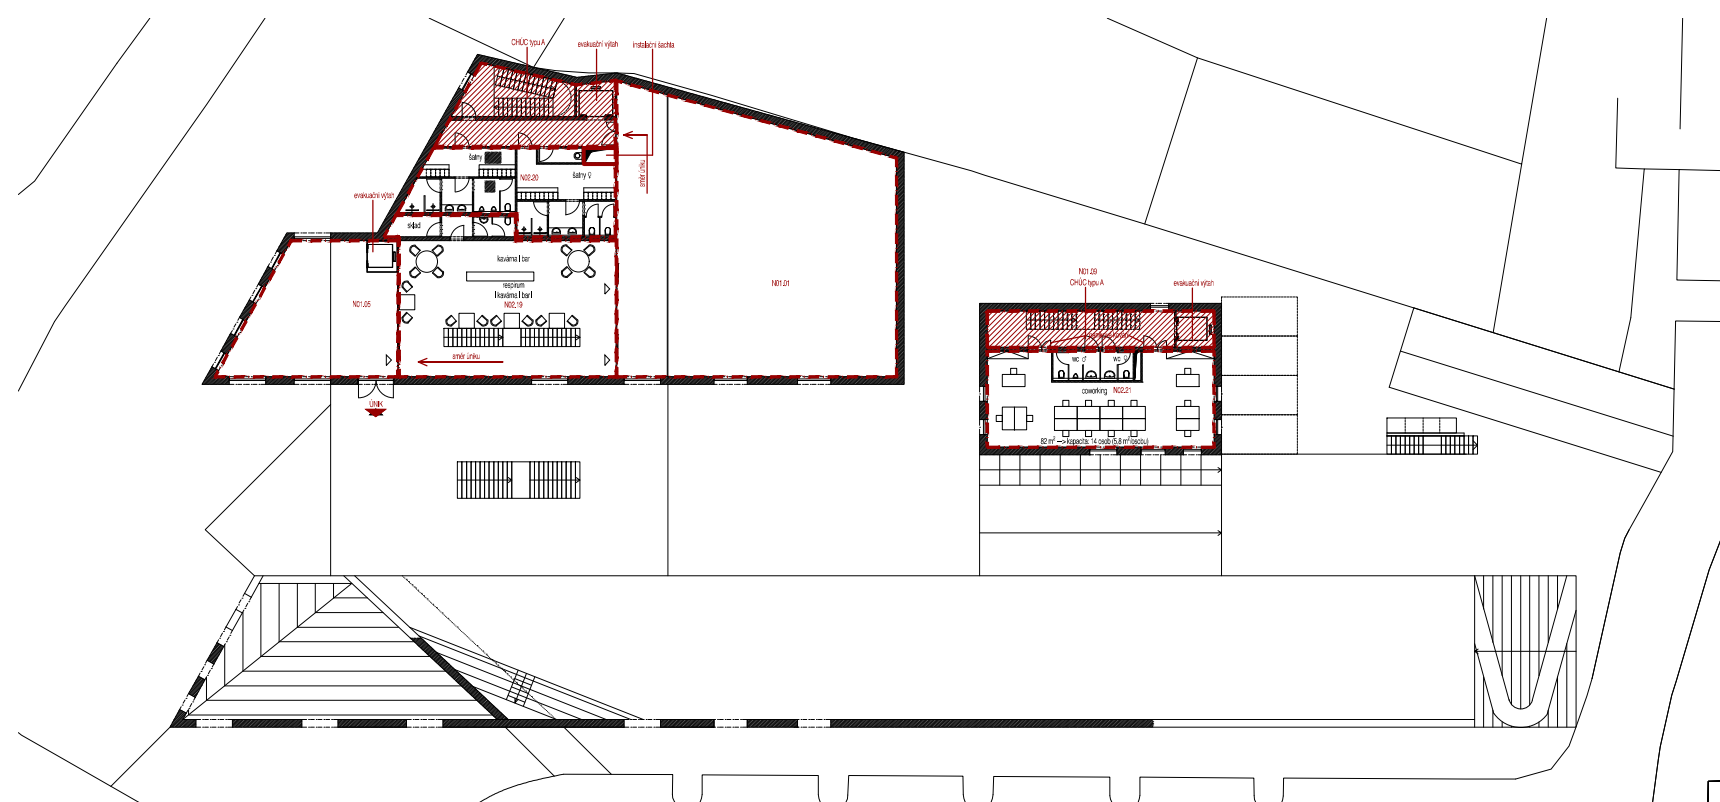 CHÚC typu A
evakuační výtah
instalační šachta
šatny
N02.20
šatny ♀
směr úniku
evakuační výtah
sklad
kavárna | bar
respirium
|kavárna | bar|
N02.19
N01.05
N01.01
směr úniku
ÚNIK
N01.09
CHÚC typu A
evakuační výtah
wc ♂
wc ♀
coworking
N02.21
82 m² —> kapacita: 14 osob (5,8 m²/osobu)